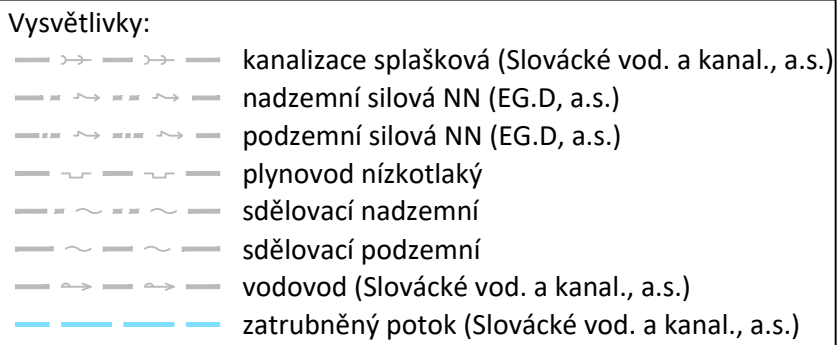 Vysvětlivky:
kanalizace splašková (Slovácké vod. a kanal., a.s.)
nadzemní silová NN (EG.D, a.s.)
podzemní silová NN (EG.D, a.s.)
plynovod nízkotlaký
sdělovací nadzemní
sdělovací podzemní
vodovod (Slovácké vod. a kanal., a.s.)
zatrubněný potok (Slovácké vod. a kanal., a.s.)